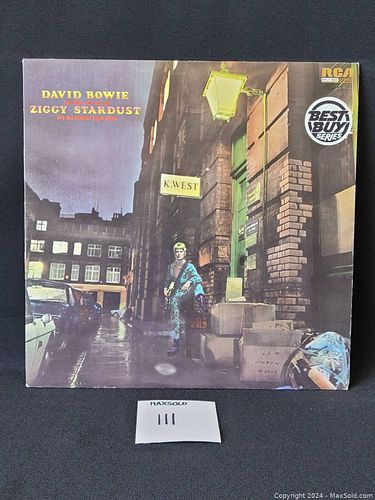 DAVID BOWIE
ZIGGY STARDUST
RCA
BEST
BUY
SERIES
K.WEST
MAXSOLD
111
Copyright © 2024 - MaxSold.com